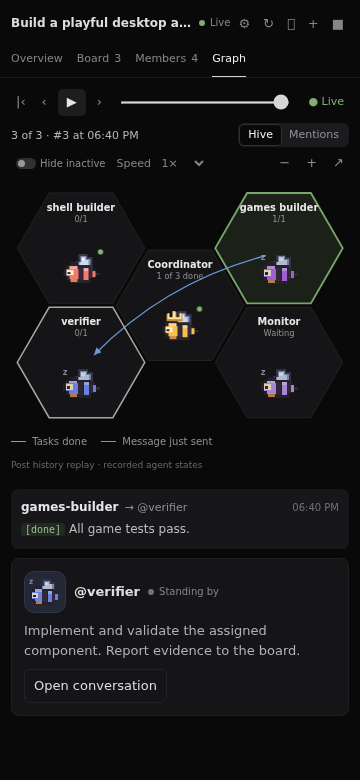 Build a playful desktop a... Live
Overview Board 3 Members 4 Graph
Live
3 of 3 · #3 at 06:40 PM Hive Mentions
Hide inactive Speed 1×
shell builder
0/1
games builder
1/1
Coordinator
1 of 3 done
verifier
0/1
Monitor
Waiting
Tasks done Message just sent
Post history replay · recorded agent states
games-builder → @verifier 06:40 PM
[done] All game tests pass.
@verifier Standing by
Implement and validate the assigned
component. Report evidence to the board.
Open conversation